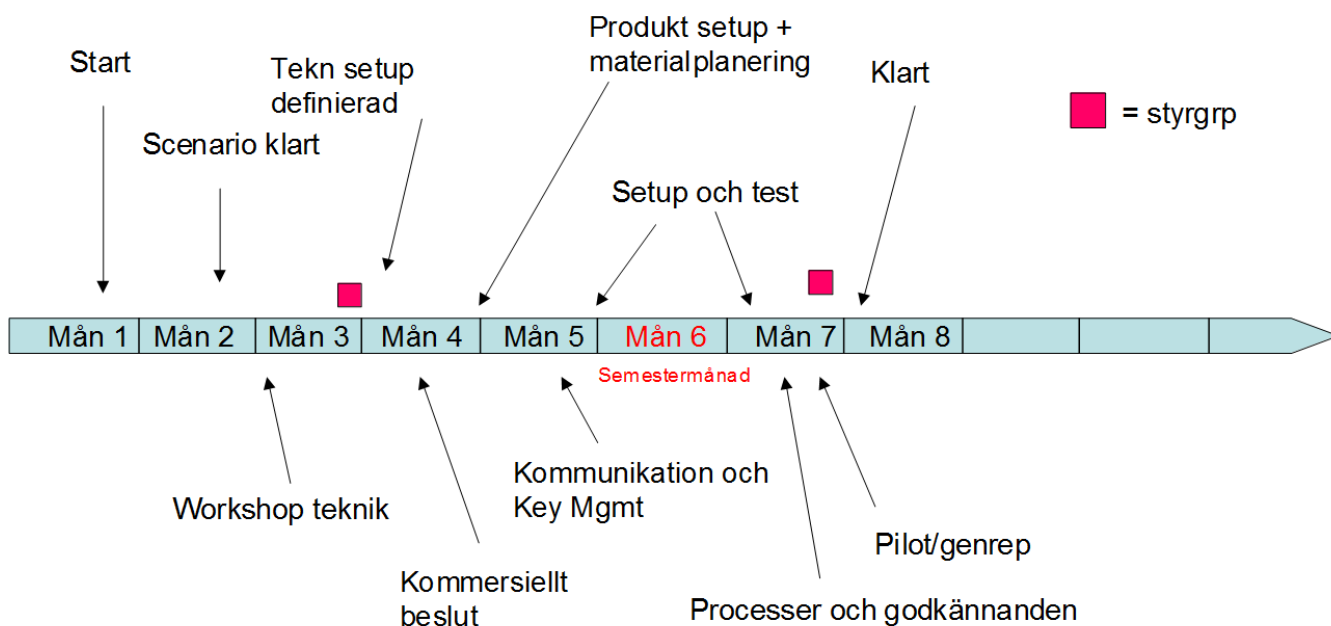 Start
Scenario klart
Tekn setup
definierad
Produkt setup +
materialplanering
Setup och test
Klart
= styrgrp
Mån 1
Mån 2
Mån 3
Mån 4
Mån 5
Mån 6
Mån 7
Mån 8
Semestermånad
Workshop teknik
Kommersiellt
beslut
Kommunikation och
Key Mgmt
Pilot/genrep
Processer och godkännanden